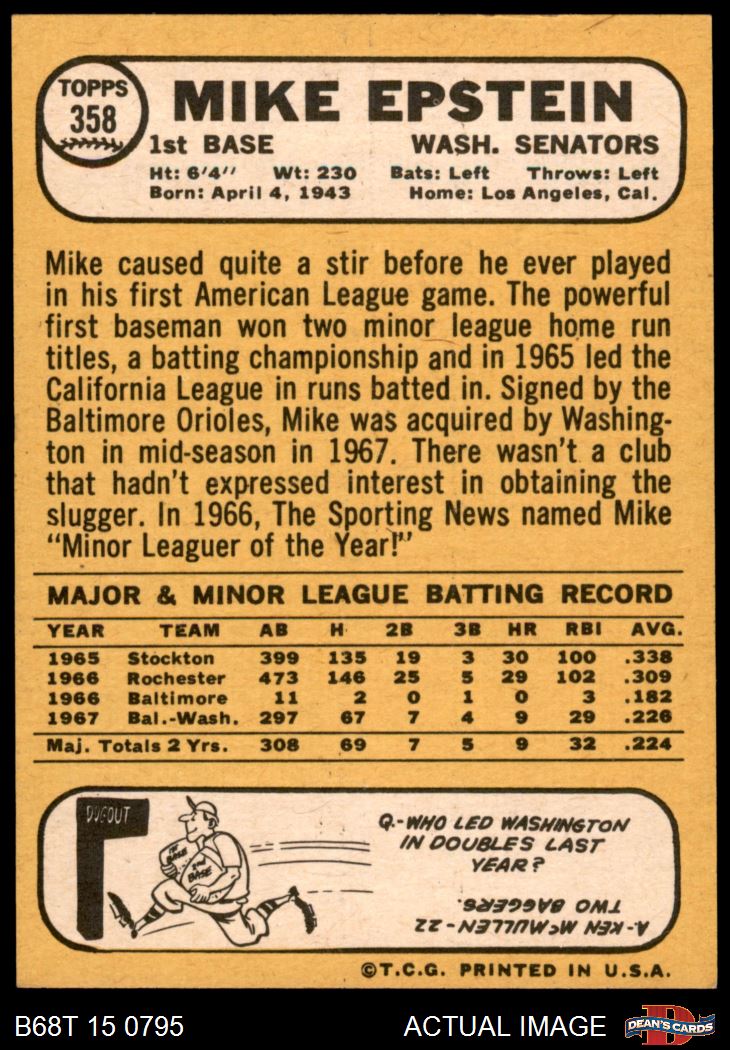 TOPPS
358
MIKE EPSTEIN
1st BASE WASH. SENATORS
Ht: 6'4" Wt: 230 Bats: Left Throws: Left
Born: April 4, 1943 Home: Los Angeles, Cal.
Mike caused quite a stir before he ever played
in his first American League game. The powerful
first baseman won two minor league home run
titles, a batting championship and in 1965 led the
California League in runs batted in. Signed by the
Baltimore Orioles, Mike was acquired by Washing-
ton in mid-season in 1967. There wasn't a club
that hadn't expressed interest in obtaining the
slugger. In 1966, The Sporting News named Mike
"Minor Leaguer of the Year!"
MAJOR & MINOR LEAGUE BATTING RECORD
YEAR TEAM AB H 2B 3B HR RBI AVG.
1965 Stockton 399 135 19 3 30 100 .338
1966 Rochester 473 146 25 5 29 102 .309
1966 Baltimore 11 2 0 1 0 3 .182
1967 Bal.-Wash. 297 67 7 4 9 29 .226
Maj. Totals 2 Yrs. 308 69 7 5 9 32 .224
DUGOUT
1st BASE
2nd BASE
Q.-WHO LED WASHINGTON
IN DOUBLES LAST
YEAR?
A.-KEN McMULLEN-22
TWO BAGGERS.
©T.C.G. PRINTED IN U.S.A.
B68T 15 0795 ACTUAL IMAGE D DEAN'S CARDS